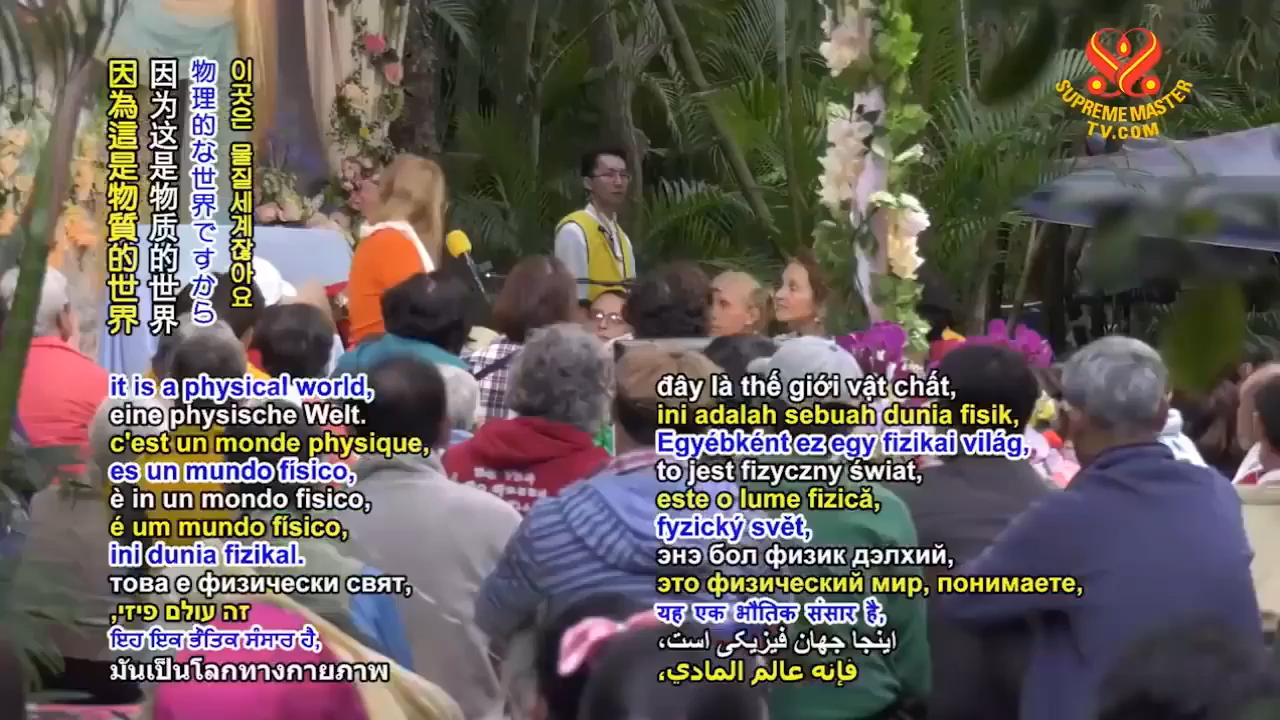 因為這是物質的世界
因为这是物质的世界
物理的な世界ですから
이곳은 물질세계잖아요
SUPREME MASTER
TV.COM
it is a physical world,
eine physische Welt.
c'est un monde physique,
es un mundo físico,
è in un mondo fisico,
é um mundo físico,
ini dunia fizikal.
това е физически свят,
זה עולם פיזי,
ਇਹ ਇਕ ਭੌਤਿਕ ਸੰਸਾਰ ਹੈ,
มันเป็นโลกทางกายภาพ
đây là thế giới vật chất,
ini adalah sebuah dunia fisik,
Egyébként ez egy fizikai világ,
to jest fizyczny świat,
este o lume fizică,
fyzický svět,
энэ бол физик дэлхий,
это физический мир, понимаете,
यह एक भौतिक संसार है,
اینجا جهان فیزیکی است،
فإنه عالم المادي،